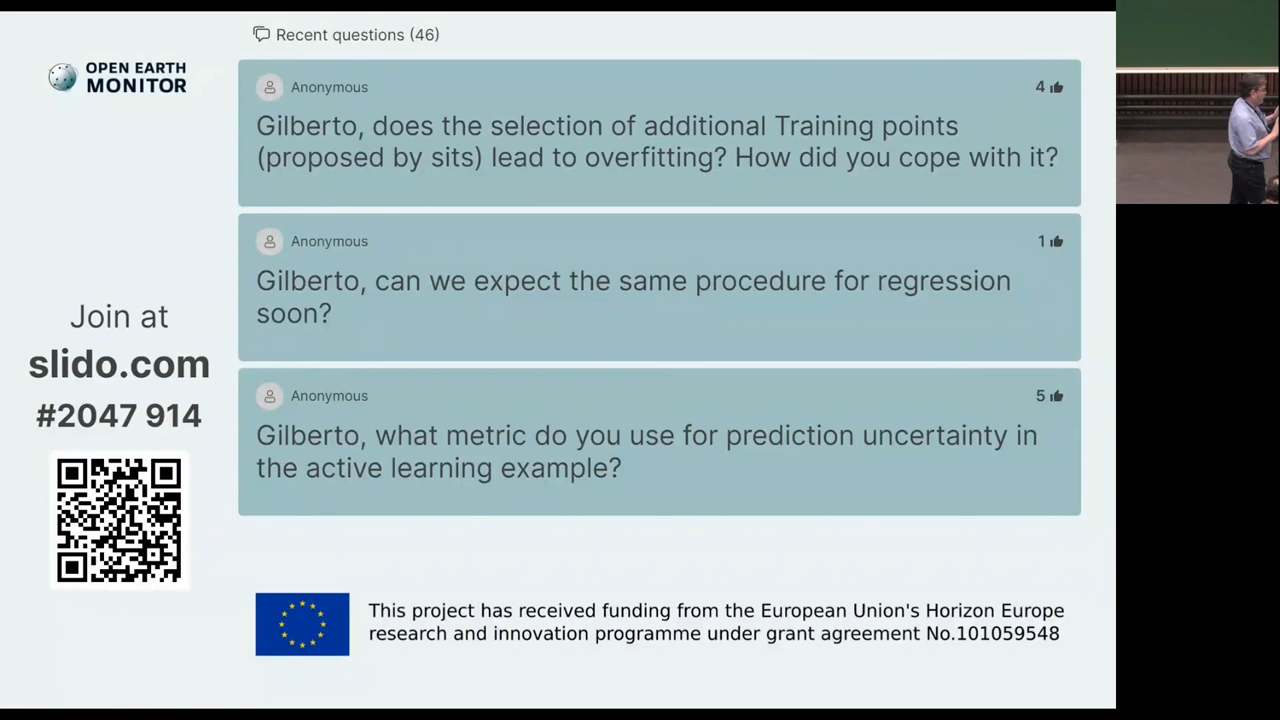 Recent questions (46)
OPEN EARTH
MONITOR
Anonymous
4
Gilberto, does the selection of additional Training points
(proposed by sits) lead to overfitting? How did you cope with it?
Anonymous
1
Gilberto, can we expect the same procedure for regression
soon?
Join at
slido.com
#2047 914
Anonymous
5
Gilberto, what metric do you use for prediction uncertainty in
the active learning example?
This project has received funding from the European Union's Horizon Europe
research and innovation programme under grant agreement No.101059548